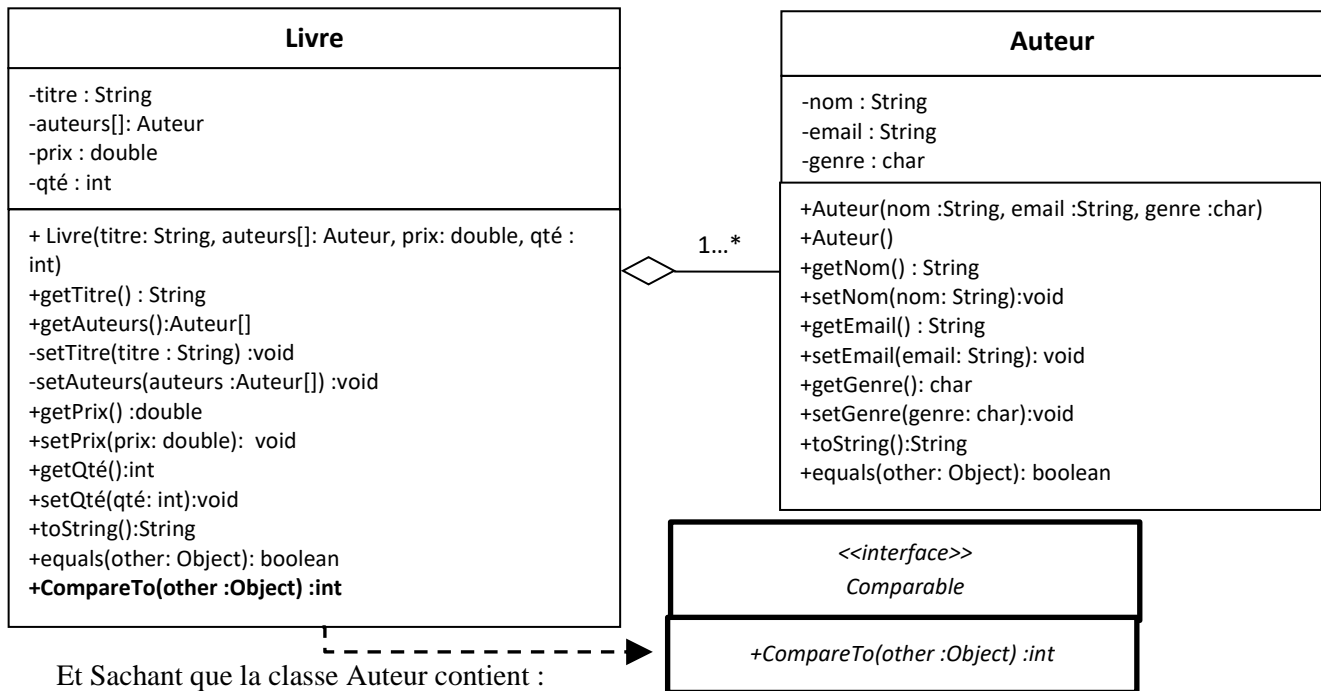 Livre
-titre : String
-auteurs[]: Auteur
-prix : double
-qté : int
+ Livre(titre: String, auteurs[]: Auteur, prix: double, qté :
int)
+getTitre() : String
+getAuteurs():Auteur[]
-setTitre(titre : String) :void
-setAuteurs(auteurs :Auteur[]) :void
+getPrix() :double
+setPrix(prix: double): void
+getQté():int
+setQté(qté: int):void
+toString():String
+equals(other: Object): boolean
+CompareTo(other :Object) :int
1...*
Auteur
-nom : String
-email : String
-genre : char
+Auteur(nom :String, email :String, genre :char)
+Auteur()
+getNom() : String
+setNom(nom: String):void
+getEmail() : String
+setEmail(email: String): void
+getGenre(): char
+setGenre(genre: char):void
+toString():String
+equals(other: Object): boolean
<<interface>>
Comparable
+CompareTo(other :Object) :int
Et Sachant que la classe Auteur contient :